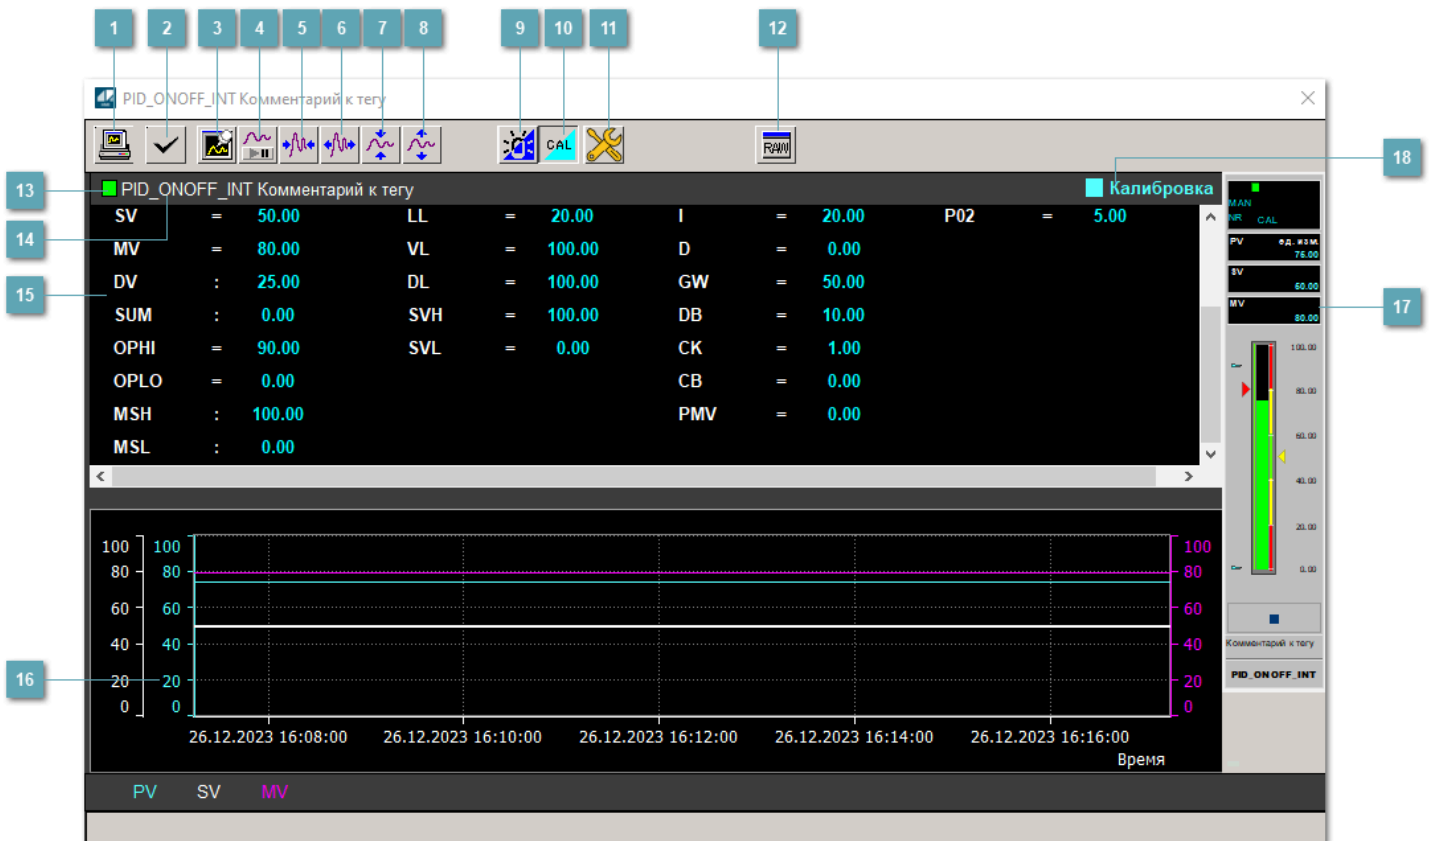 1 2 3 4 5 6 7 8 9 10 11 12
PID_ONOFF_INT Комментарий к тегу
CAL RAW
18
13
PID_ONOFF_INT Комментарий к тегу Калибровка
14
SV = 50.00 LL = 20.00 I = 20.00 P02 = 5.00
MV = 80.00 VL = 100.00 D = 0.00
15
DV : 25.00 DL = 100.00 GW = 50.00
SUM : 0.00 SVH = 100.00 DB = 10.00
OPHI = 90.00 SVL = 0.00 CK = 1.00
OPLO = 0.00 CB = 0.00
MSH : 100.00 PMV = 0.00
MSL : 0.00
MAN
NR CAL
PV ед. изм.
75.00
SV
50.00
MV
80.00
17
100.00
80.00
60.00
40.00
20.00
0.00
Комментарий к тегу
PID_ONOFF_INT
100 100 100
80 80 80
60 60 60
40 40 40
16
20 20 20
0 0 0
26.12.2023 16:08:00 26.12.2023 16:10:00 26.12.2023 16:12:00 26.12.2023 16:14:00 26.12.2023 16:16:00
Время
PV SV MV